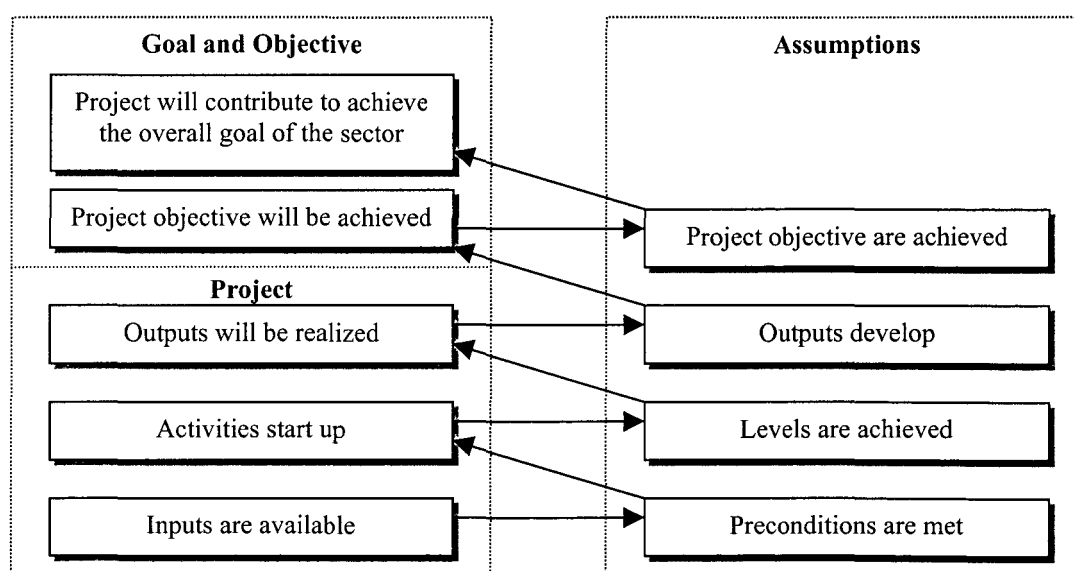 Goal and Objective
Project will contribute to achieve
the overall goal of the sector
Project objective will be achieved
Project
Outputs will be realized
Activities start up
Inputs are available
Assumptions
Project objective are achieved
Outputs develop
Levels are achieved
Preconditions are met